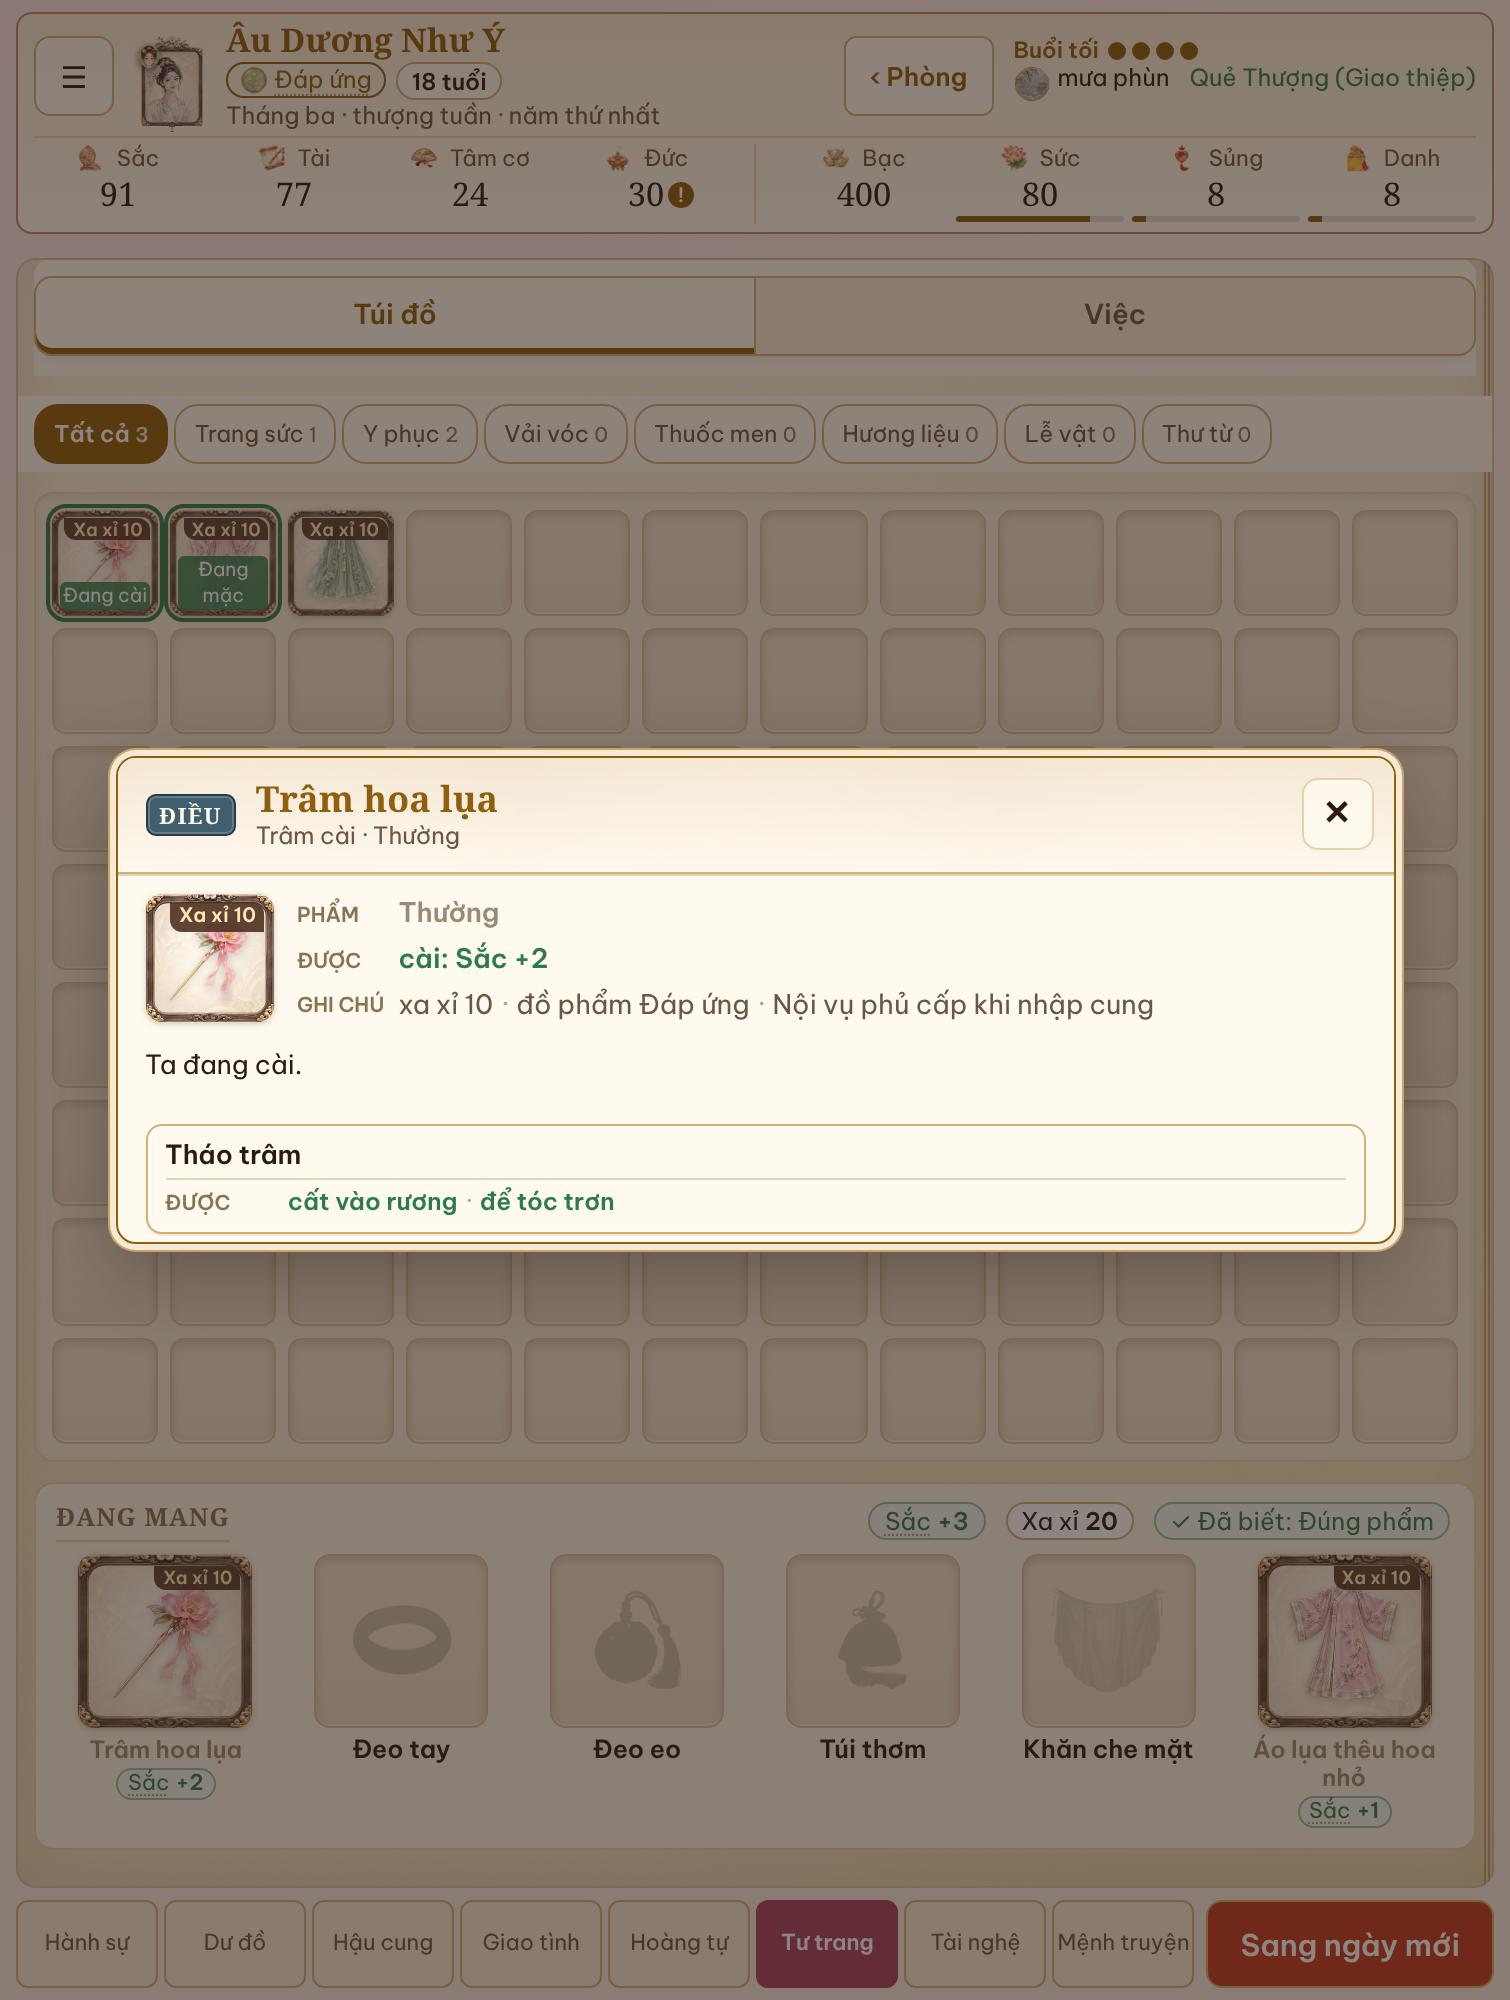 ☰
Âu Dương Như Ý
Đáp ứng
18 tuổi
Tháng ba · thượng tuần · năm thứ nhất
‹ Phòng
Buổi tối
mưa phùn
Quẻ Thượng (Giao thiệp)
Sắc
Tài
Tâm cơ
Đức
Bạc
Sức
Sủng
Danh
91
77
24
30 !
400
80
8
8
Túi đồ
Việc
Tất cả 3
Trang sức 1
Y phục 2
Vải vóc 0
Thuốc men 0
Hương liệu 0
Lễ vật 0
Thư từ 0
Xa xỉ 10
Đang cài
Xa xỉ 10
Đang
mặc
Xa xỉ 10
ĐIỀU
Trâm hoa lụa
Trâm cài · Thường
✕
Xa xỉ 10
PHẨM Thường
ĐƯỢC cài: Sắc +2
GHI CHÚ xa xỉ 10 · đồ phẩm Đáp ứng · Nội vụ phủ cấp khi nhập cung
Ta đang cài.
Tháo trâm
ĐƯỢC cất vào rương · để tóc trơn
ĐANG MANG
Sắc +3
Xa xỉ 20
✓ Đã biết: Đúng phẩm
Xa xỉ 10
Trâm hoa lụa
Sắc +2
Đeo tay
Đeo eo
Túi thơm
Khăn che mặt
Xa xỉ 10
Áo lụa thêu hoa
nhỏ
Sắc +1
Hành sự
Dư đồ
Hậu cung
Giao tình
Hoàng tự
Tư trang
Tài nghệ
Mệnh truyện
Sang ngày mới